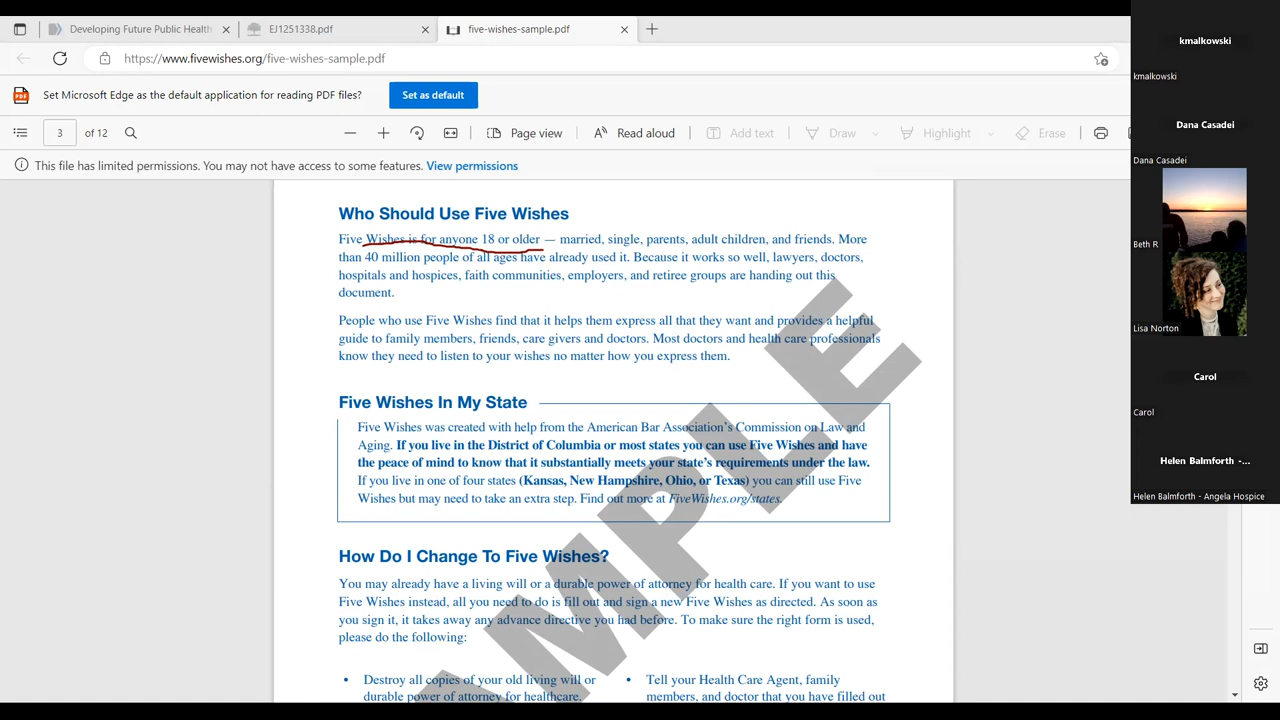 Developing Future Public Health
EJ1251338.pdf
five-wishes-sample.pdf
https://www.fivewishes.org/five-wishes-sample.pdf
Set Microsoft Edge as the default application for reading PDF files?
Set as default
3 of 12
Page view
Read aloud
Add text
Draw
Highlight
Erase
This file has limited permissions. You may not have access to some features. View permissions
Who Should Use Five Wishes
Five Wishes is for anyone 18 or older — married, single, parents, adult children, and friends. More
than 40 million people of all ages have already used it. Because it works so well, lawyers, doctors,
hospitals and hospices, faith communities, employers, and retiree groups are handing out this
document.
People who use Five Wishes find that it helps them express all that they want and provides a helpful
guide to family members, friends, care givers and doctors. Most doctors and health care professionals
know they need to listen to your wishes no matter how you express them.
Five Wishes In My State
Five Wishes was created with help from the American Bar Association's Commission on Law and
Aging. If you live in the District of Columbia or most states you can use Five Wishes and have
the peace of mind to know that it substantially meets your state's requirements under the law.
If you live in one of four states (Kansas, New Hampshire, Ohio, or Texas) you can still use Five
Wishes but may need to take an extra step. Find out more at FiveWishes.org/states.
How Do I Change To Five Wishes?
You may already have a living will or a durable power of attorney for health care. If you want to use
Five Wishes instead, all you need to do is fill out and sign a new Five Wishes as directed. As soon as
you sign it, it takes away any advance directive you had before. To make sure the right form is used,
please do the following:
• Destroy all copies of your old living will or
durable power of attorney for healthcare.
• Tell your Health Care Agent, family
members, and doctor that you have filled out
AMPLE
kmalkowski
kmalkowski
Dana Casadei
Dana Casadei
Beth R
Lisa Norton
Carol
Carol
Helen Balmforth -...
Helen Balmforth - Angela Hospice